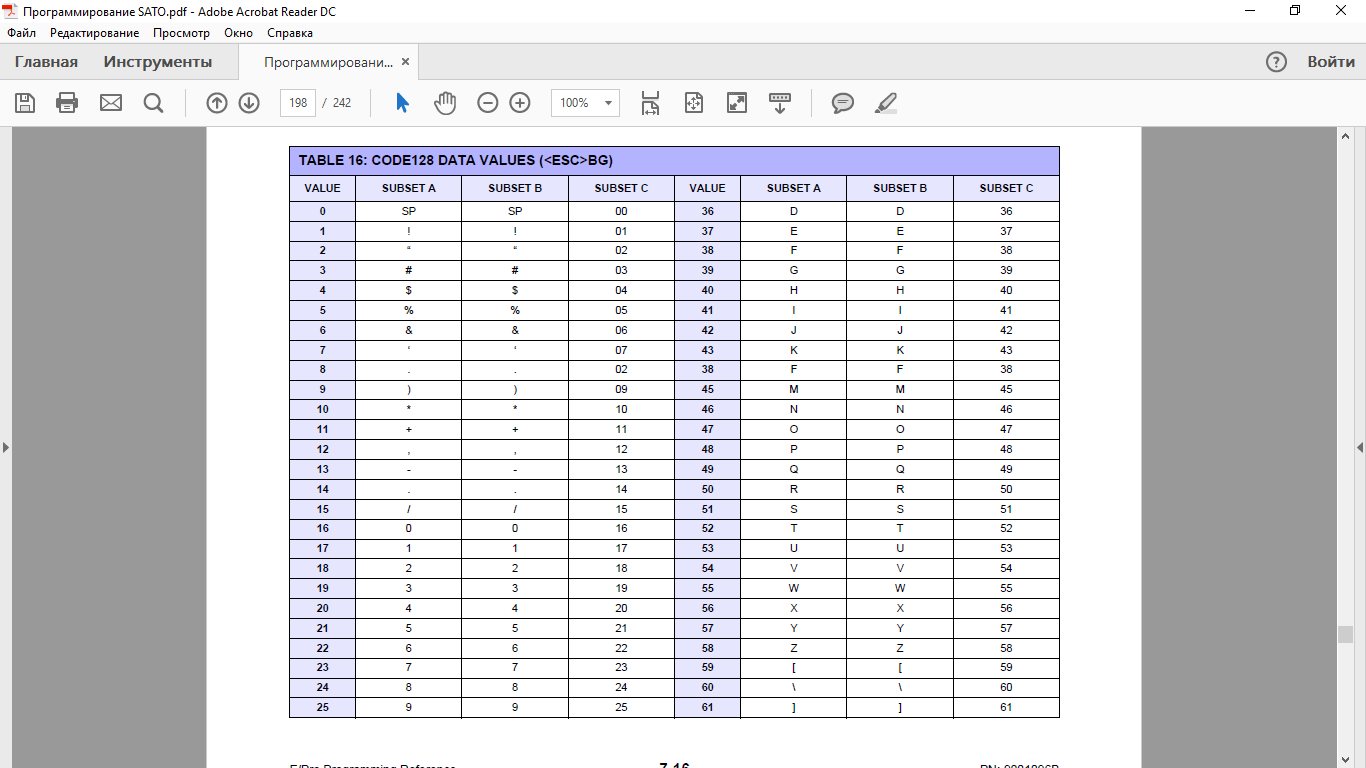 Программирование SATO.pdf - Adobe Acrobat Reader DC
Файл Редактирование Просмотр Окно Справка
Главная Инструменты Программировани... × Войти
198 / 242 100%
TABLE 16: CODE128 DATA VALUES (<ESC>BG)
VALUE SUBSET A SUBSET B SUBSET C VALUE SUBSET A SUBSET B SUBSET C
0 SP SP 00 36 D D 36
1 ! ! 01 37 E E 37
2 “ “ 02 38 F F 38
3 # # 03 39 G G 39
4 $ $ 04 40 H H 40
5 % % 05 41 I I 41
6 & & 06 42 J J 42
7 ‘ ‘ 07 43 K K 43
8 . . 02 38 F F 38
9 ) ) 09 45 M M 45
10 * * 10 46 N N 46
11 + + 11 47 O O 47
12 , , 12 48 P P 48
13 - - 13 49 Q Q 49
14 . . 14 50 R R 50
15 / / 15 51 S S 51
16 0 0 16 52 T T 52
17 1 1 17 53 U U 53
18 2 2 18 54 V V 54
19 3 3 19 55 W W 55
20 4 4 20 56 X X 56
21 5 5 21 57 Y Y 57
22 6 6 22 58 Z Z 58
23 7 7 23 59 [ [ 59
24 8 8 24 60 \ \ 60
25 9 9 25 61 ] ] 61
Programming Reference 7-16